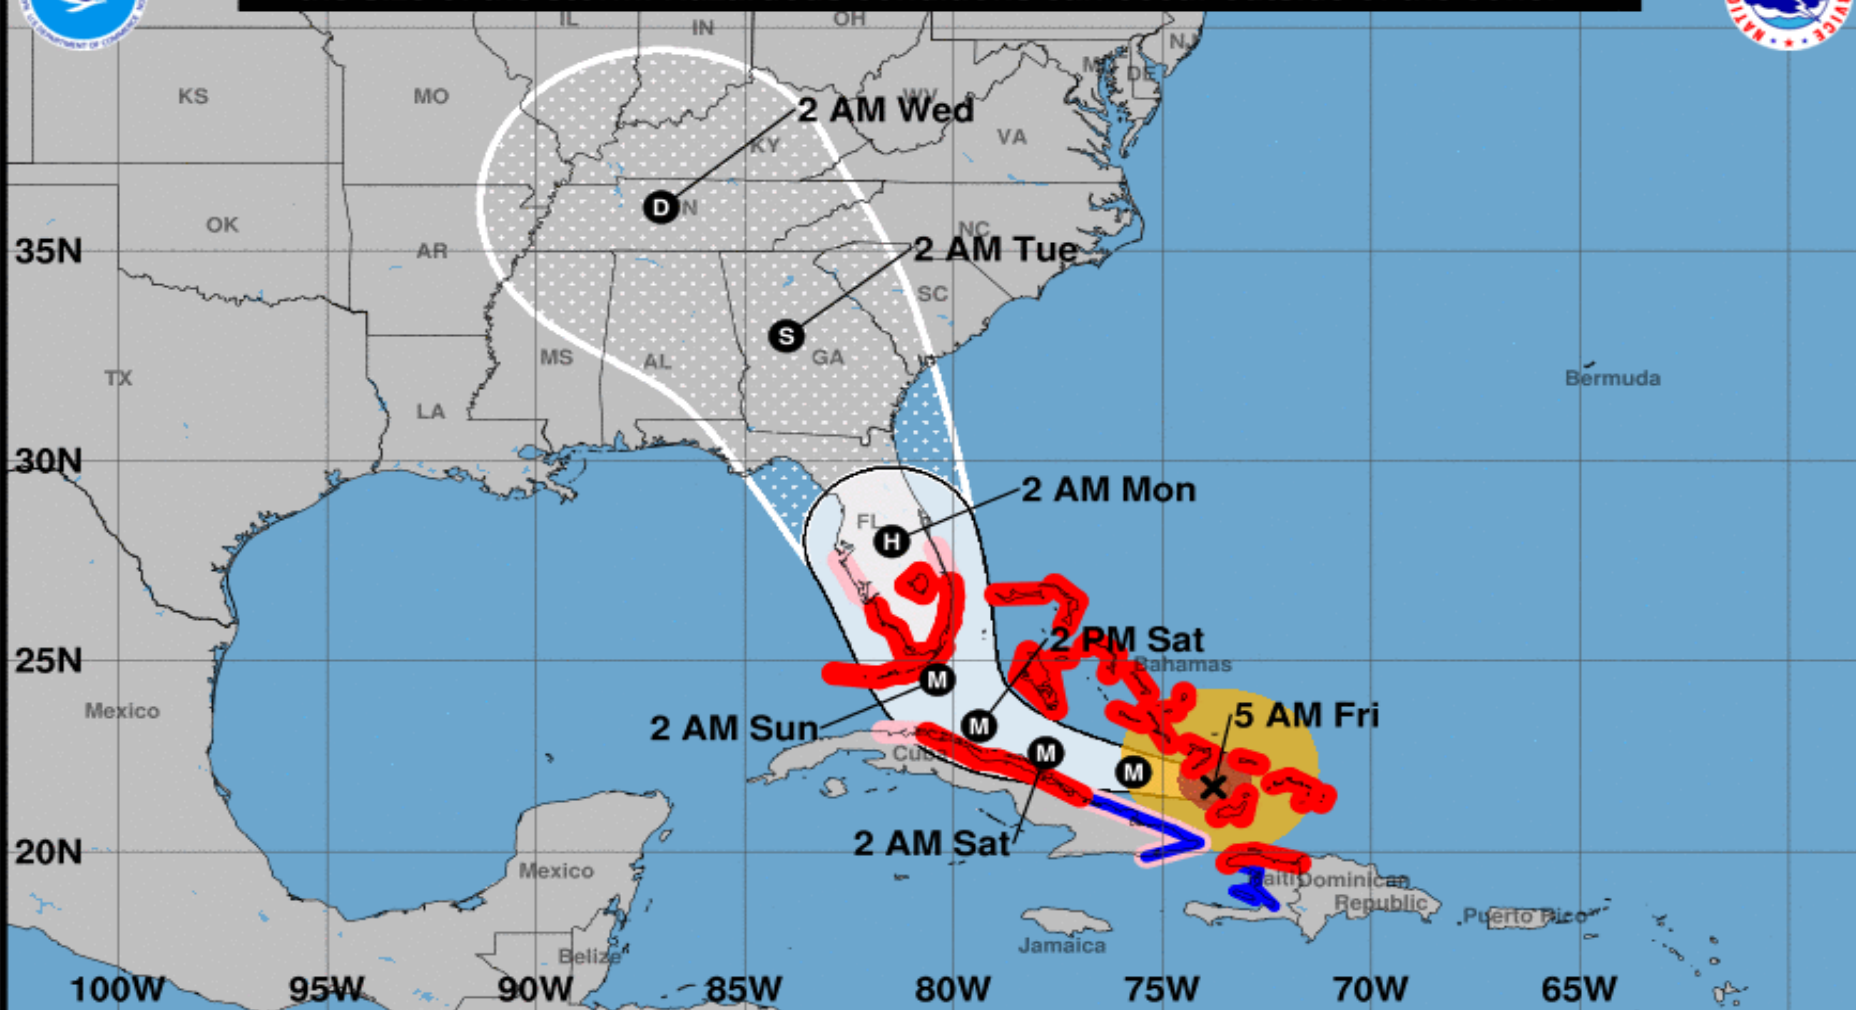 IL
IN
OH
NJ
DE
KS
MO
WV
2 AM Wed
VA
KY
OK
D
N
NC
35N
AR
2 AM Tue
SC
S
MS
AL
GA
TX
Bermuda
LA
30N
2 AM Mon
FL
H
2 PM Sat
25N
Bahamas
M
Mexico
5 AM Fri
2 AM Sun
M
M
Cuba
M
2 AM Sat
20N
Mexico
Haiti
Dominican
Republic
Puerto Rico
Jamaica
Belize
100W 95W 90W 85W 80W 75W 70W 65W